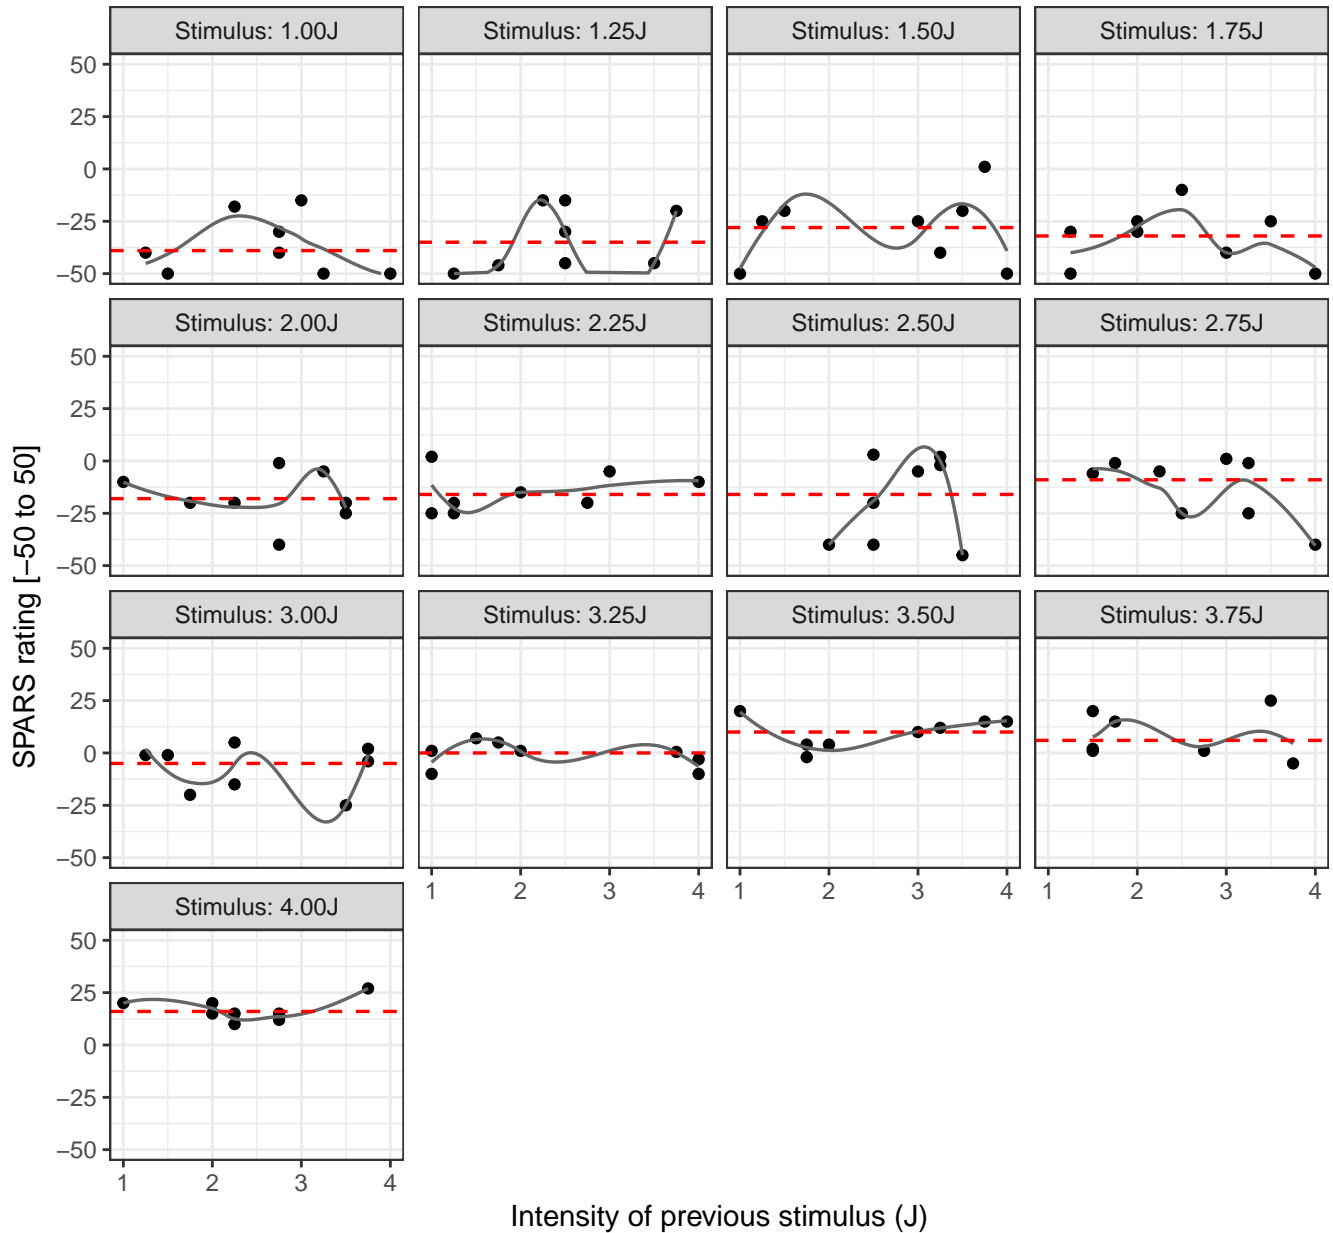 Stimulus: 1.00J
Stimulus: 1.25J
Stimulus: 1.50J
Stimulus: 1.75J
50
25
0
−25
−50
Stimulus: 2.00J
Stimulus: 2.25J
Stimulus: 2.50J
Stimulus: 2.75J
50
25
0
−25
−50
SPARS rating [−50 to 50]
Stimulus: 3.00J
Stimulus: 3.25J
Stimulus: 3.50J
Stimulus: 3.75J
50
25
0
−25
−50
1 2 3 4
1 2 3 4
1 2 3 4
Stimulus: 4.00J
50
25
0
−25
−50
1 2 3 4
Intensity of previous stimulus (J)